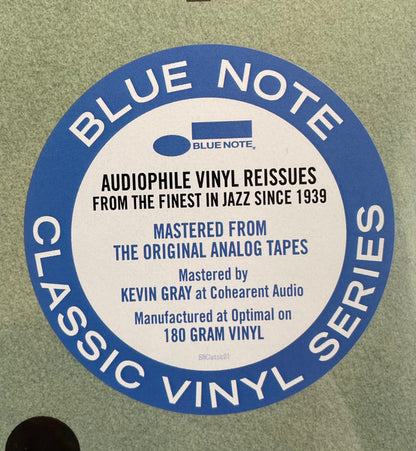 BLUE NOTE
BLUE NOTE®
AUDIOPHILE VINYL REISSUES
FROM THE FINEST IN JAZZ SINCE 1939
MASTERED FROM
THE ORIGINAL ANALOG TAPES
Mastered by
KEVIN GRAY at Cohearent Audio
Manufactured at Optimal on
180 GRAM VINYL
CLASSIC VINYL SERIES